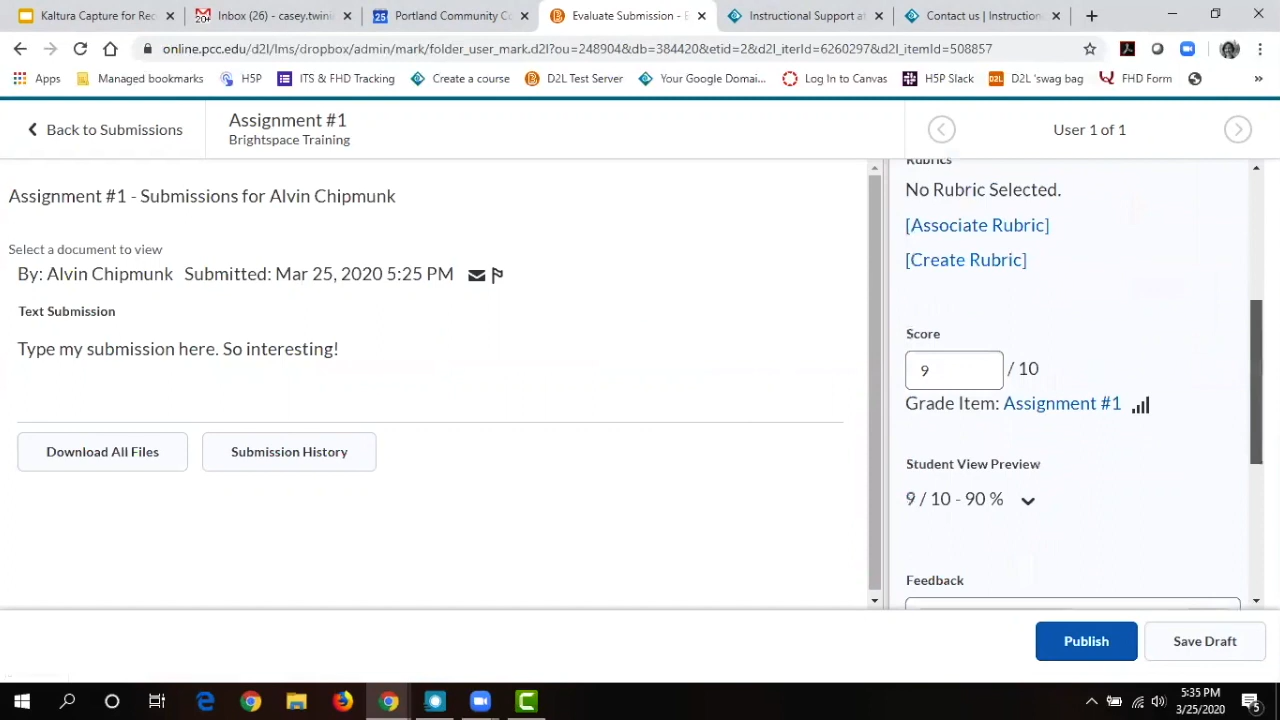 Kaltura Capture for Rec
Inbox (26) - casey.twinin
Portland Community Co
Evaluate Submission - B
Instructional Support at
Contact us | Instruction
online.pcc.edu/d2l/lms/dropbox/admin/mark/folder_user_mark.d2l?ou=248904&db=384420&etid=2&d2l_iterId=6260297&d2l_itemId=508857
Apps
Managed bookmarks
H5P
ITS & FHD Tracking
Create a course
D2L Test Server
Your Google Domai...
Log In to Canvas
H5P Slack
D2L 'swag bag
FHD Form
»
Back to Submissions
Assignment #1
Brightspace Training
User 1 of 1
Assignment #1 - Submissions for Alvin Chipmunk
Select a document to view
By: Alvin Chipmunk Submitted: Mar 25, 2020 5:25 PM
Text Submission
Type my submission here. So interesting!
Download All Files
Submission History
Rubrics
No Rubric Selected.
[Associate Rubric]
[Create Rubric]
Score
9 / 10
Grade Item: Assignment #1
Student View Preview
9 / 10 - 90 %
Feedback
Publish
Save Draft
5:35 PM
3/25/2020
5